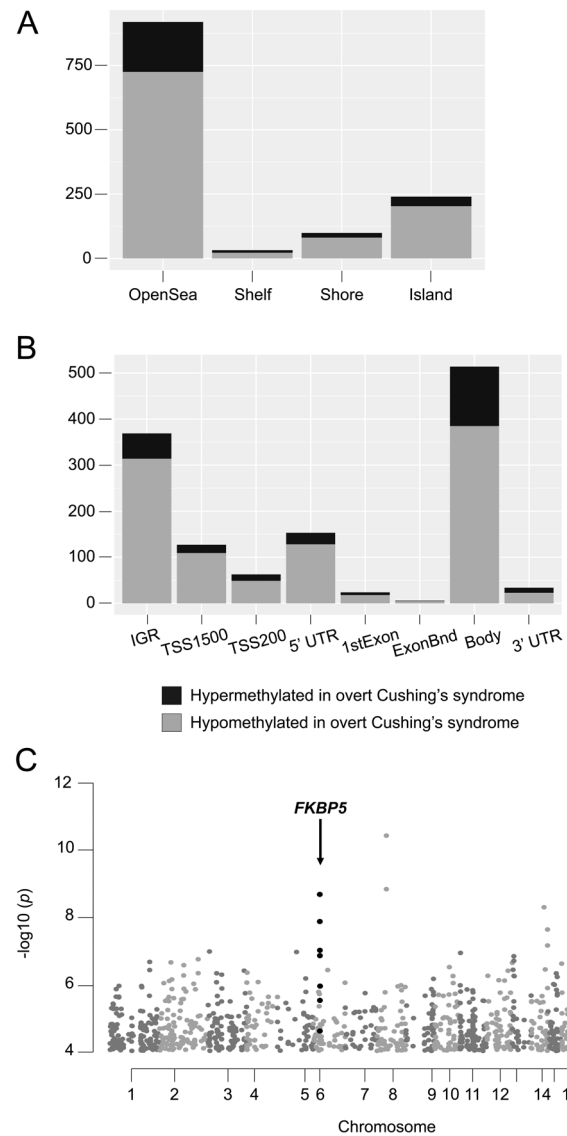 A
750
500
250
0
OpenSea Shelf Shore Island
B
500
400
300
200
100
0
IGR TSS1500 TSS200 5' UTR 1stExon ExonBnd Body 3' UTR
Hypermethylated in overt Cushing's syndrome
Hypomethylated in overt Cushing's syndrome
C
12
10
8
6
4
-log10 (p)
FKBP5
1 2 3 4 5 6 7 8 9 10 11 12 14 1
Chromosome